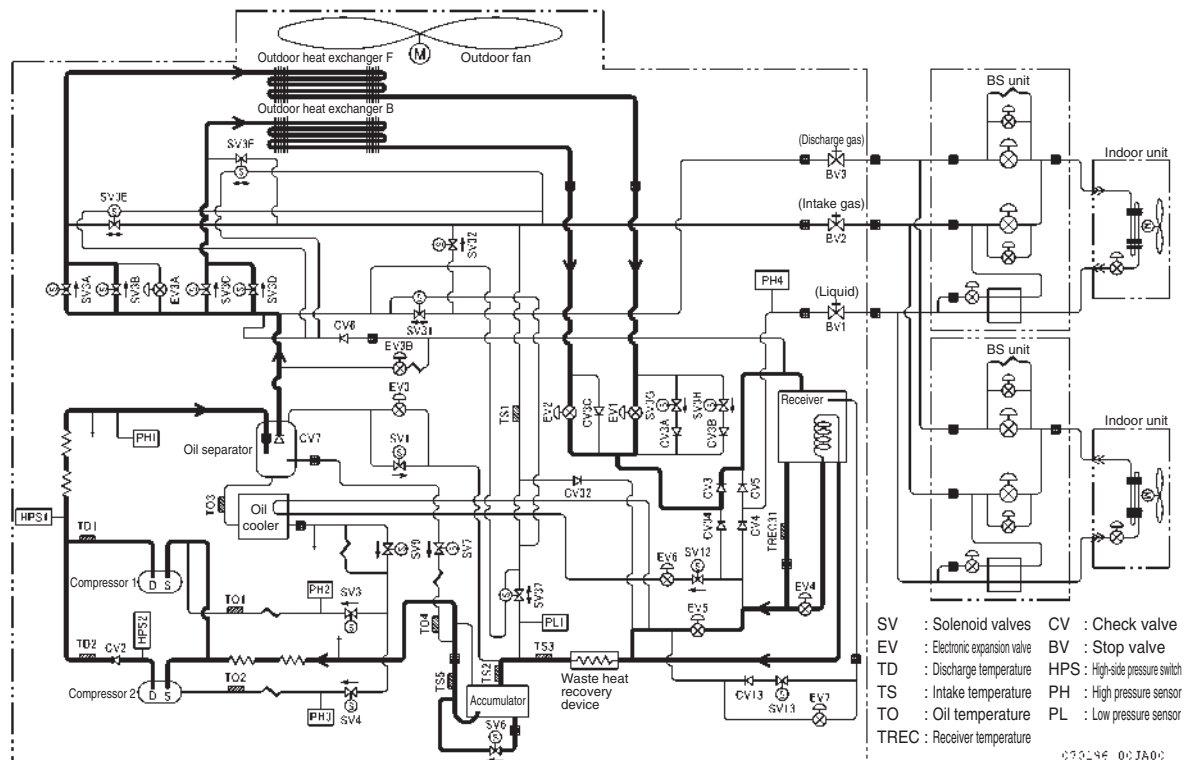 Outdoor heat exchanger F
Outdoor fan
M
Outdoor heat exchanger B
BS unit
SV3F
(Discharge gas)
BV3
Indoor unit
SV3E
(Intake gas)
BV2
M
SV32
SV3A
SV3B
EV3A
SV3C
SV3D
PH4
(Liquid)
BV1
SV31
CV6
EV3B
BS unit
EV3
TS1
EV2
CV3C
EV1
SV3G
CV3A
SV3H
CV3B
Receiver
PH1
Oil separator
CV7
SV1
Indoor unit
TO3
CV32
CV3
CV5
HPS1
TD1
Oil
cooler
CV34
CV4
TREC31
M
SV9
SV7
EV6
SV12
Compressor 1
D S
PH2
SV3
SV37
EV4
TO1
HPS2
TO4
PL1
EV5
SV : Solenoid valves
CV : Check valve
TD2
CV2
TS3
EV : Electronic expansion valve
BV : Stop valve
Compressor 2
D S
TO2
TS5
TS2
Waste heat
recovery
device
TD : Discharge temperature
HPS : High-side pressure switch
Accumulator
CV13
SV13
EV7
TS : Intake temperature
PH : High pressure sensor
PH3
SV4
SV6
TO : Oil temperature
PL : Low pressure sensor
TREC : Receiver temperature